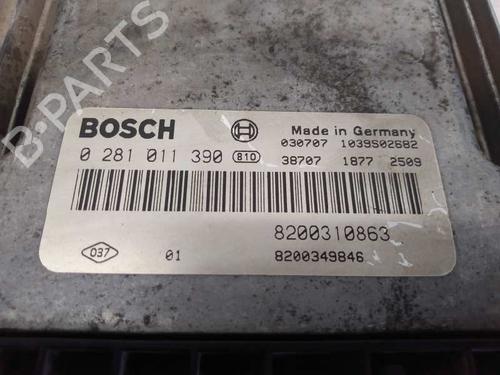 B-PARTS
BOSCH
Made in Germany
030707 1039S02682
0 281 011 390 810 38707 1877 2509
8200310863
037 01 8200349846